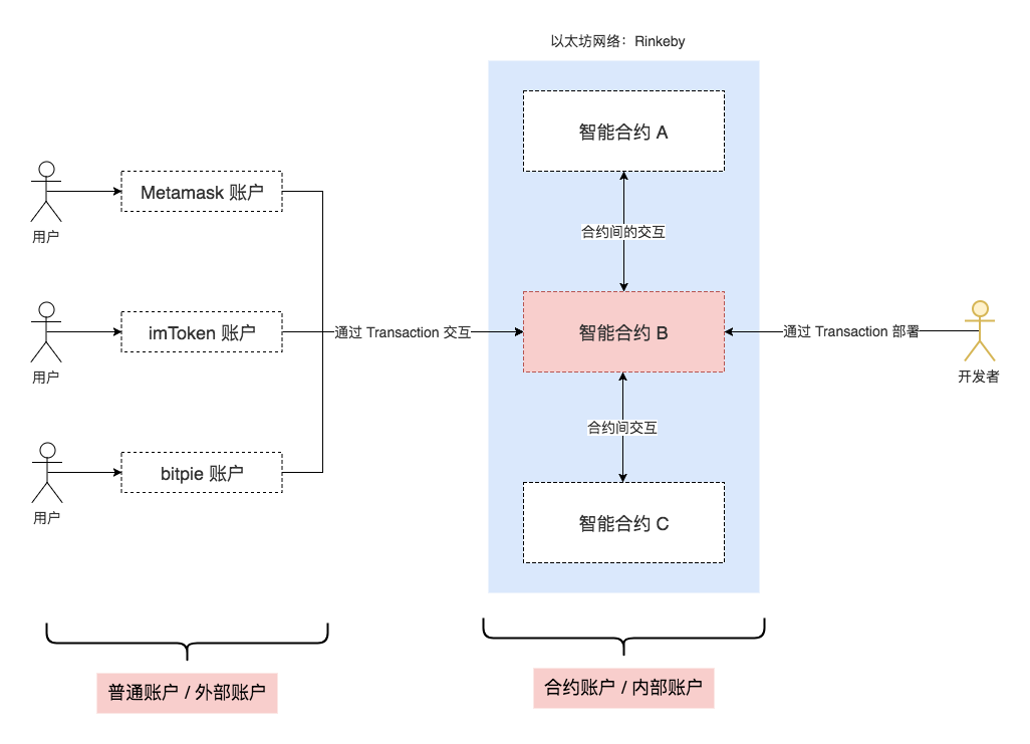 以太坊网络：Rinkeby
智能合约 A
Metamask 账户
用户
合约间的交互
imToken 账户
用户
通过 Transaction 交互
智能合约 B
通过 Transaction 部署
开发者
合约间交互
bitpie 账户
用户
智能合约 C
普通账户 / 外部账户
合约账户 / 内部账户